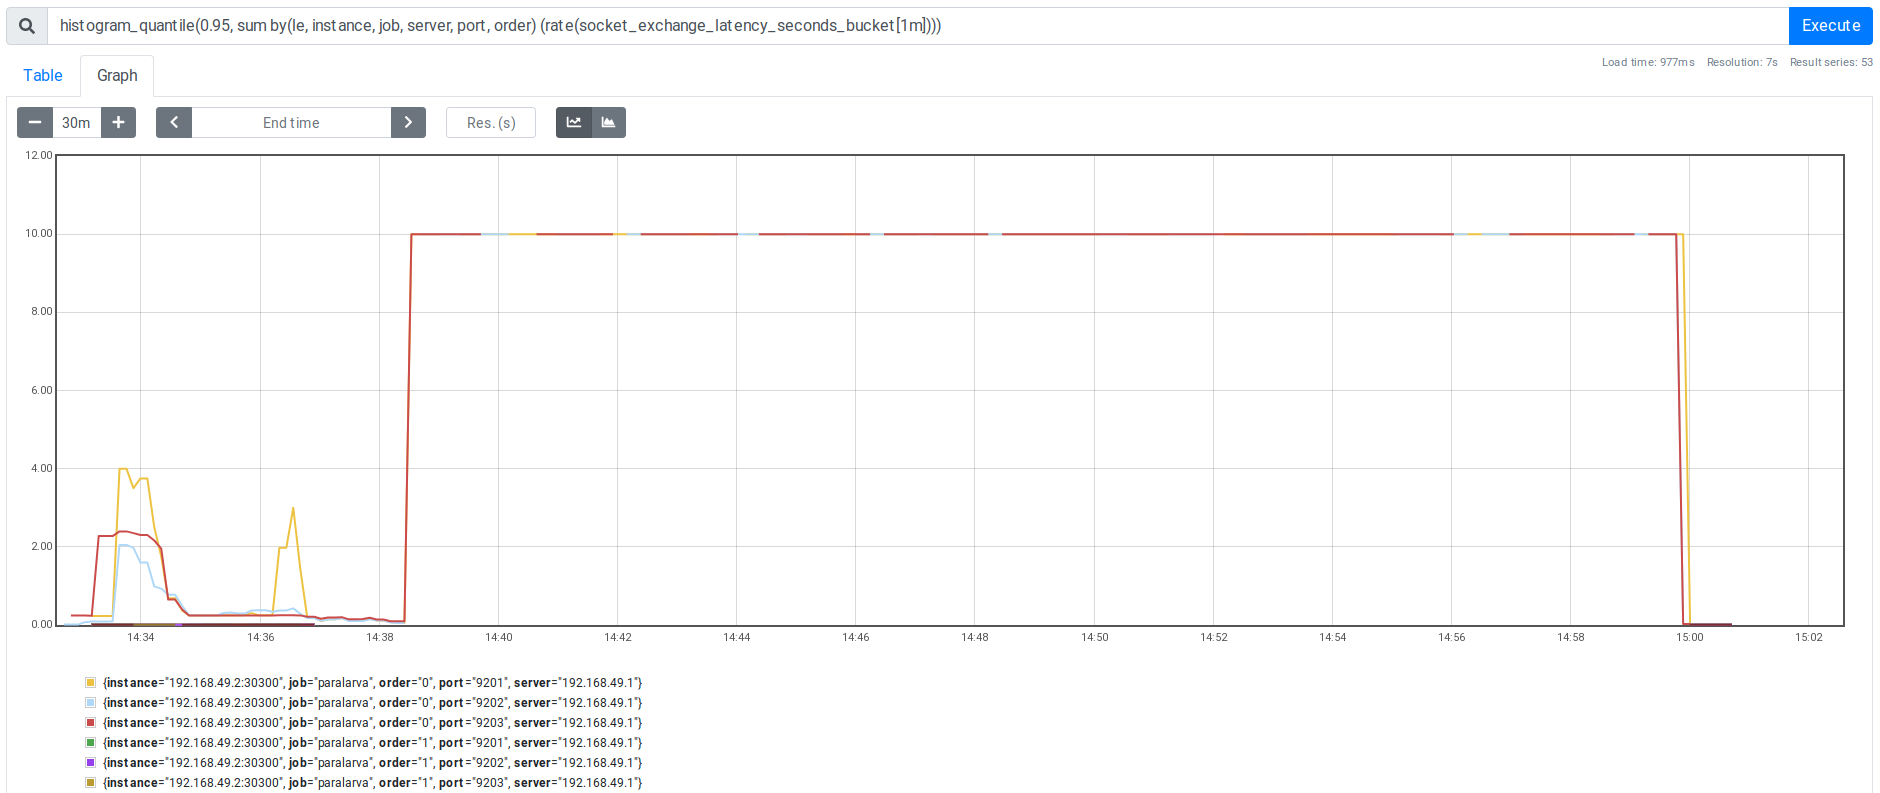 histogram_quantile(0.95, sum by(le, instance, job, server, port, order) (rate(socket_exchange_latency_seconds_bucket[1m])))
Execute
Load time: 977ms Resolution: 7s Result series: 53
Table Graph
30m End time Res. (s)
12.00
10.00
8.00
6.00
4.00
2.00
0.00
14:34 14:36 14:38 14:40 14:42 14:44 14:46 14:48 14:50 14:52 14:54 14:56 14:58 15:00 15:02
{instance="192.168.49.2:30300", job="paralarva", order="0", port="9201", server="192.168.49.1"}
{instance="192.168.49.2:30300", job="paralarva", order="0", port="9202", server="192.168.49.1"}
{instance="192.168.49.2:30300", job="paralarva", order="0", port="9203", server="192.168.49.1"}
{instance="192.168.49.2:30300", job="paralarva", order="1", port="9201", server="192.168.49.1"}
{instance="192.168.49.2:30300", job="paralarva", order="1", port="9202", server="192.168.49.1"}
{instance="192.168.49.2:30300", job="paralarva", order="1", port="9203", server="192.168.49.1"}